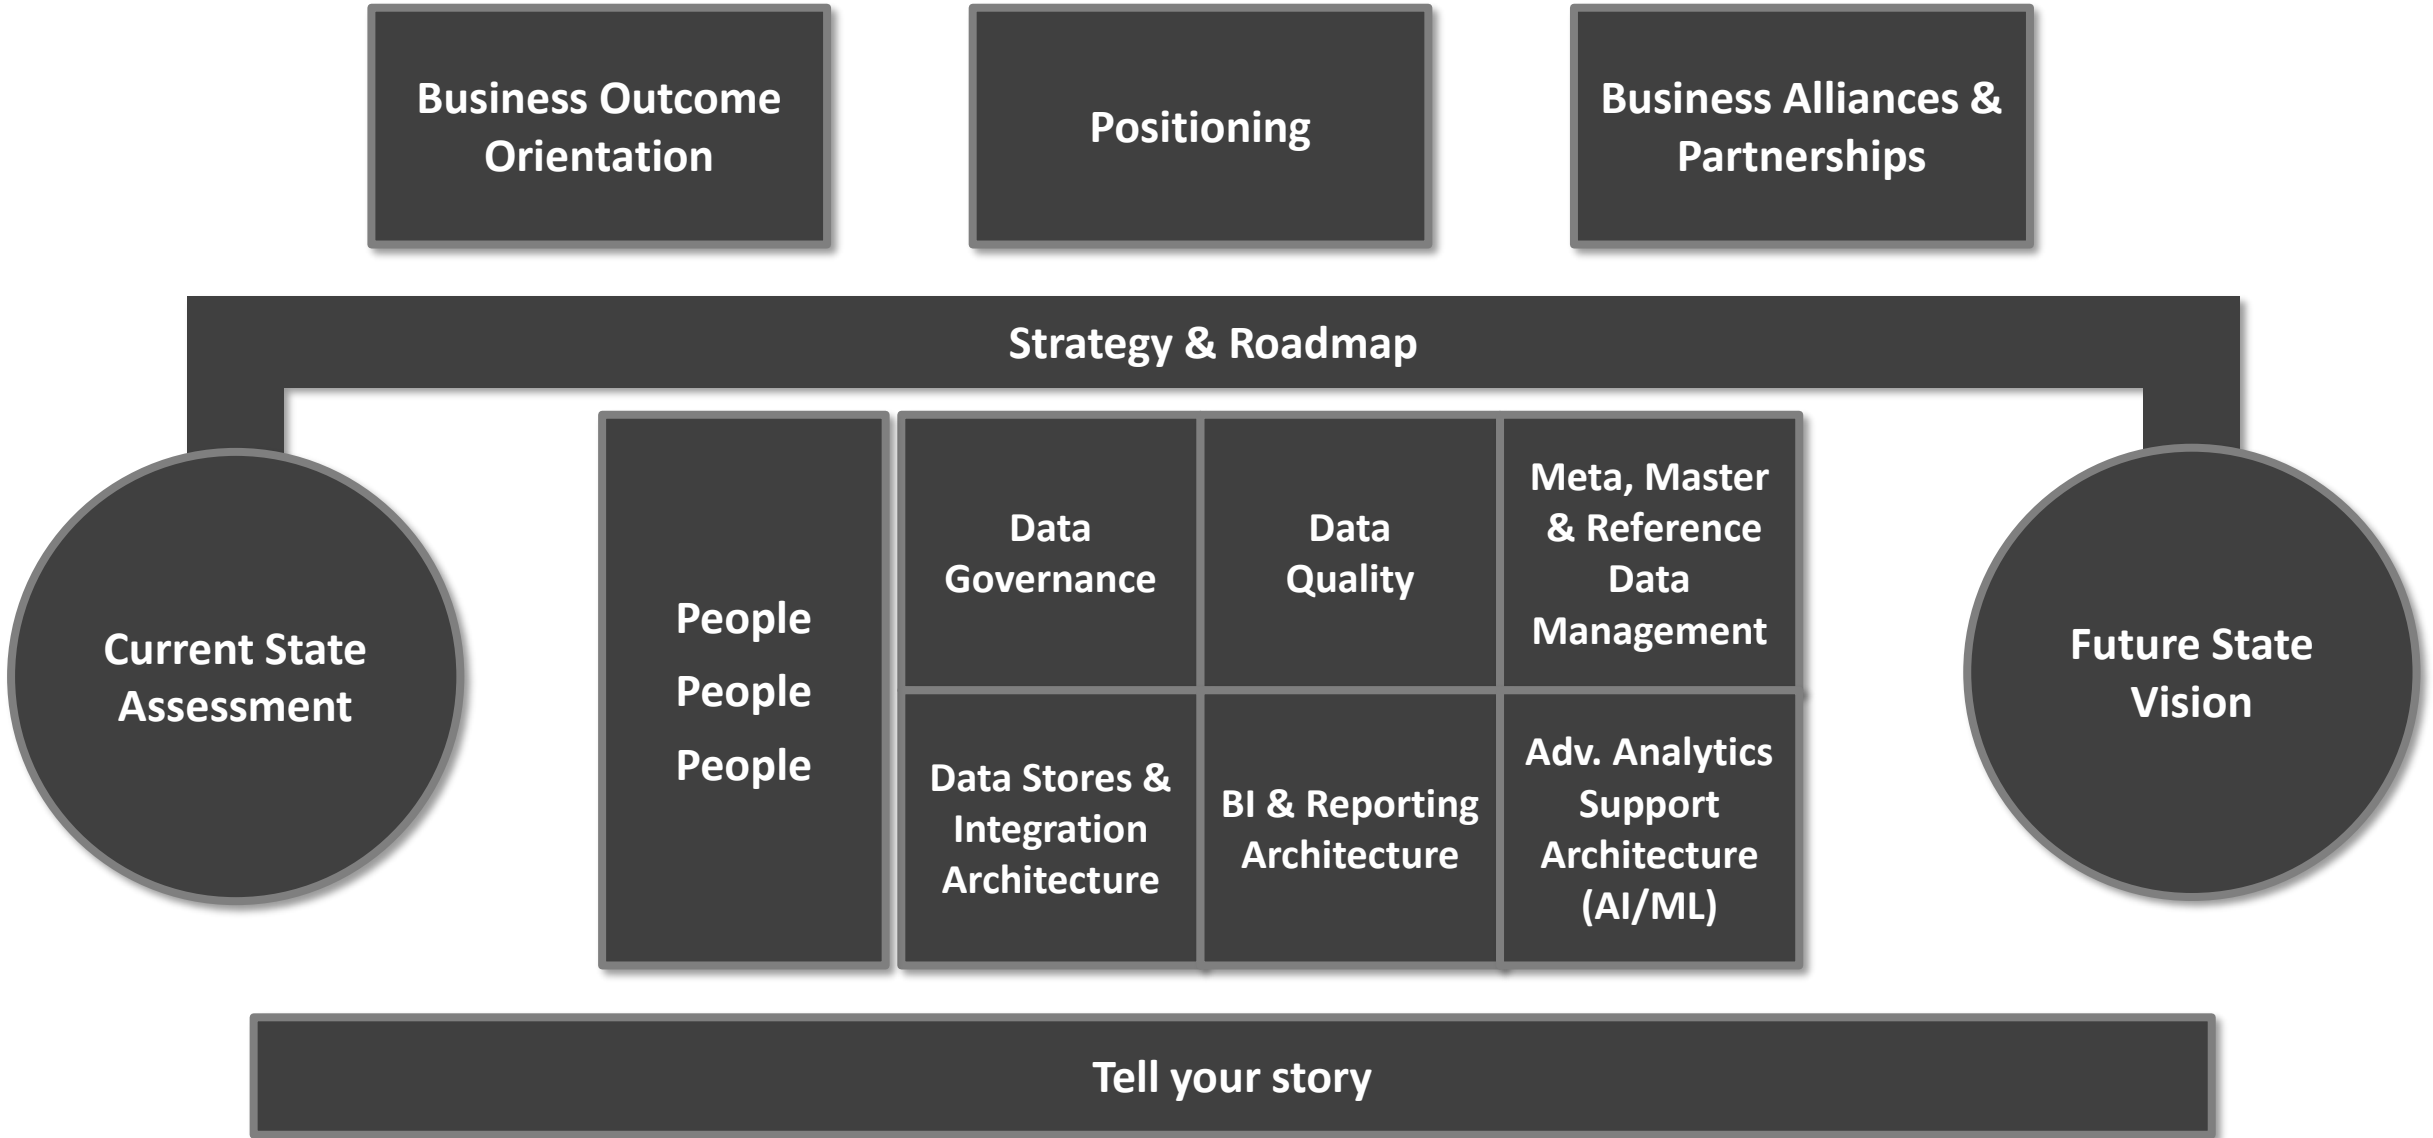 Business Outcome
Orientation
Positioning
Business Alliances &
Partnerships
Strategy & Roadmap
Current State
Assessment
People
People
People
Data
Governance
Data
Quality
Meta, Master
& Reference
Data
Management
Data Stores &
Integration
Architecture
BI & Reporting
Architecture
Adv. Analytics
Support
Architecture
(AI/ML)
Future State
Vision
Tell your story